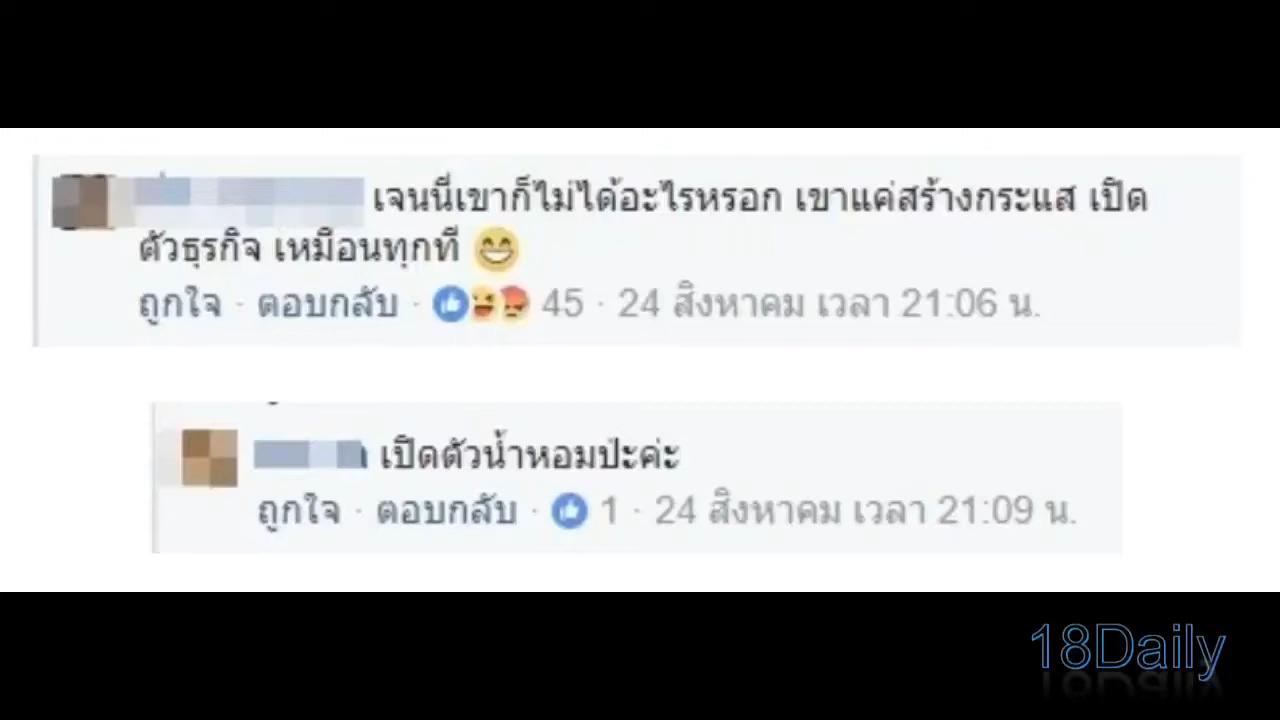 เจนนี่เขาก็ไม่ได้อะไรหรอก เขาแค่สร้างกระแส เปิด
ตัวธุรกิจ เหมือนทุกที 😁
ถูกใจ · ตอบกลับ · 45 · 24 สิงหาคม เวลา 21:06 น.
เปิดตัวน้ำหอมป่ะค่ะ
ถูกใจ · ตอบกลับ · 1 · 24 สิงหาคม เวลา 21:09 น.
18Daily